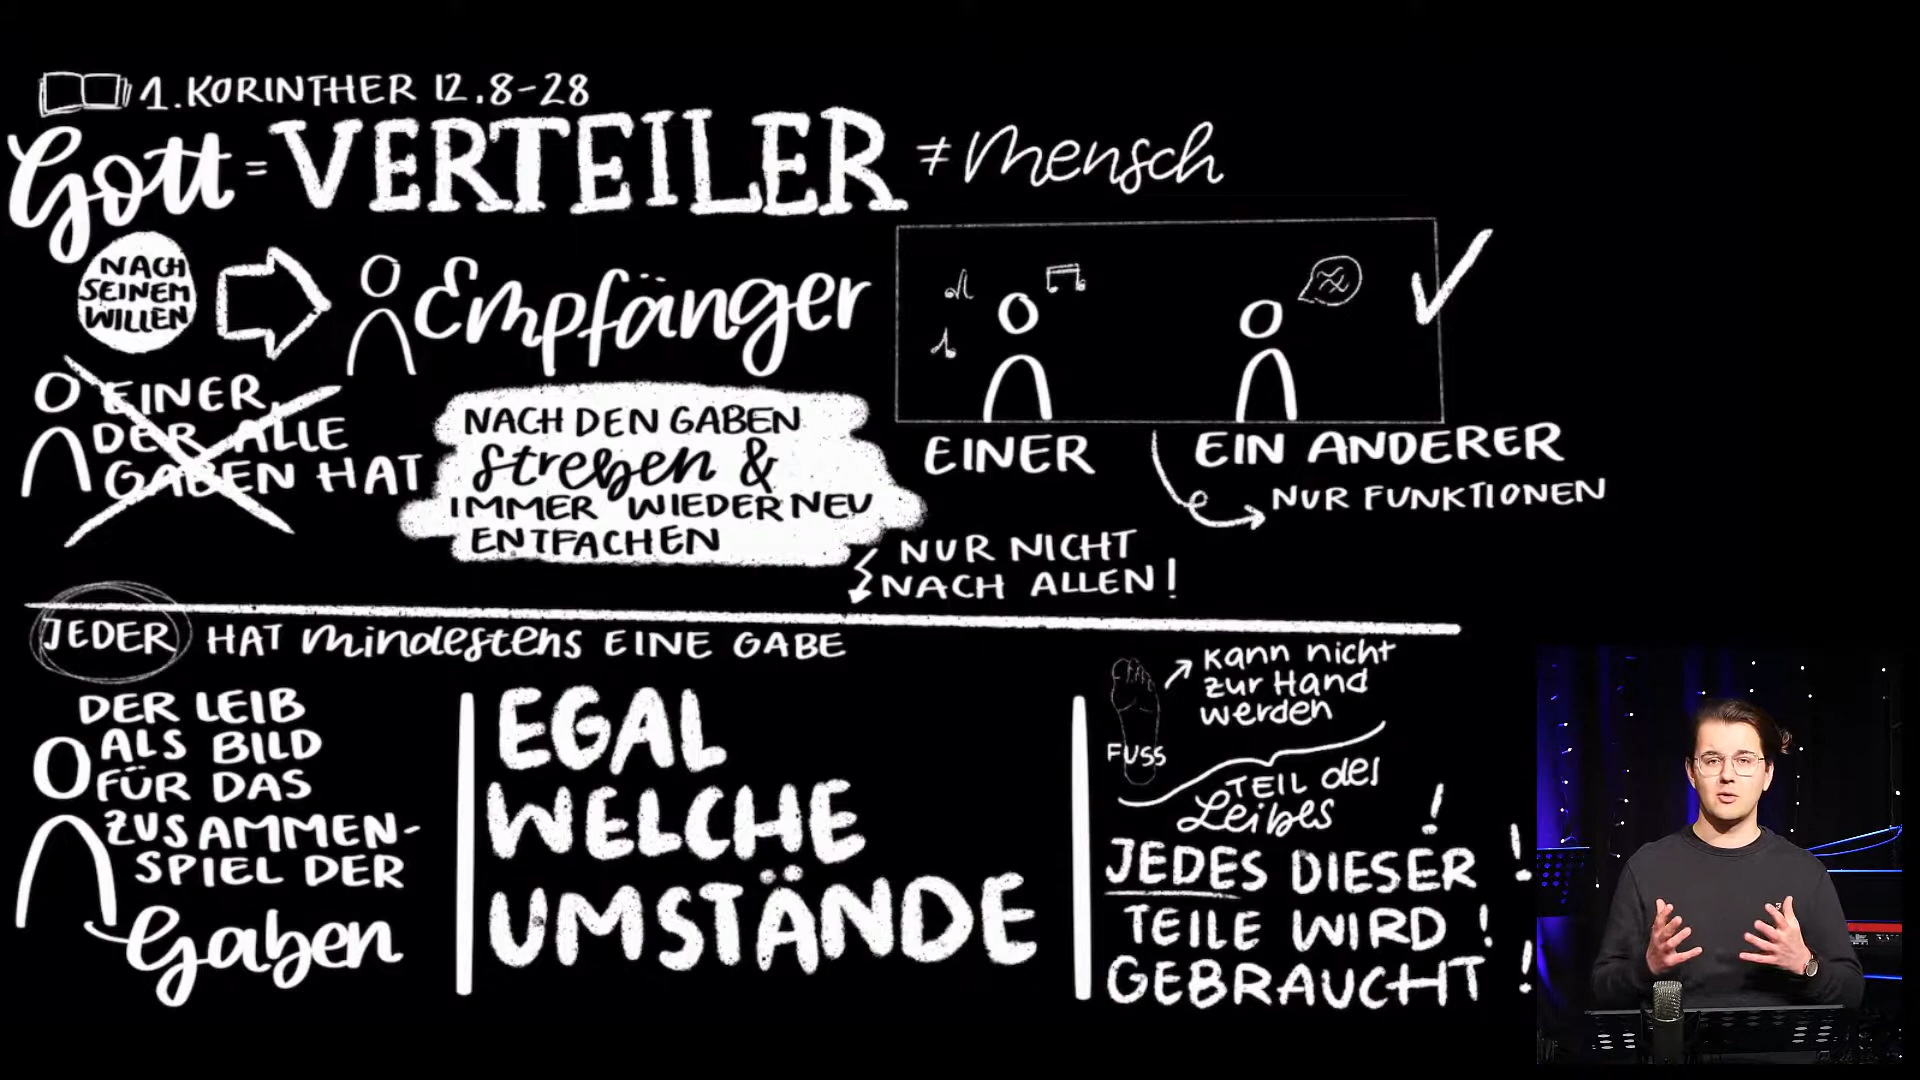 1. KORINTHER 12.8-28
Gott = VERTEILER ≠ Mensch
NACH
SEINEM
WILLEN
Empfänger
EINER,
DER ALLE
GABEN HAT
NACH DEN GABEN
streben &
IMMER WIEDER NEU
ENTFACHEN
NUR NICHT
NACH ALLEN!
EINER
EIN ANDERER
NUR FUNKTIONEN
JEDER HAT mindestens EINE GABE
DER LEIB
ALS BILD
FÜR DAS
ZUSAMMEN-
SPIEL DER
Gaben
EGAL
WELCHE
UMSTÄNDE
Kann nicht
zur Hand
werden
FUSS
TEIL des
Leibes
JEDES DIESER !
TEILE WIRD !
GEBRAUCHT !